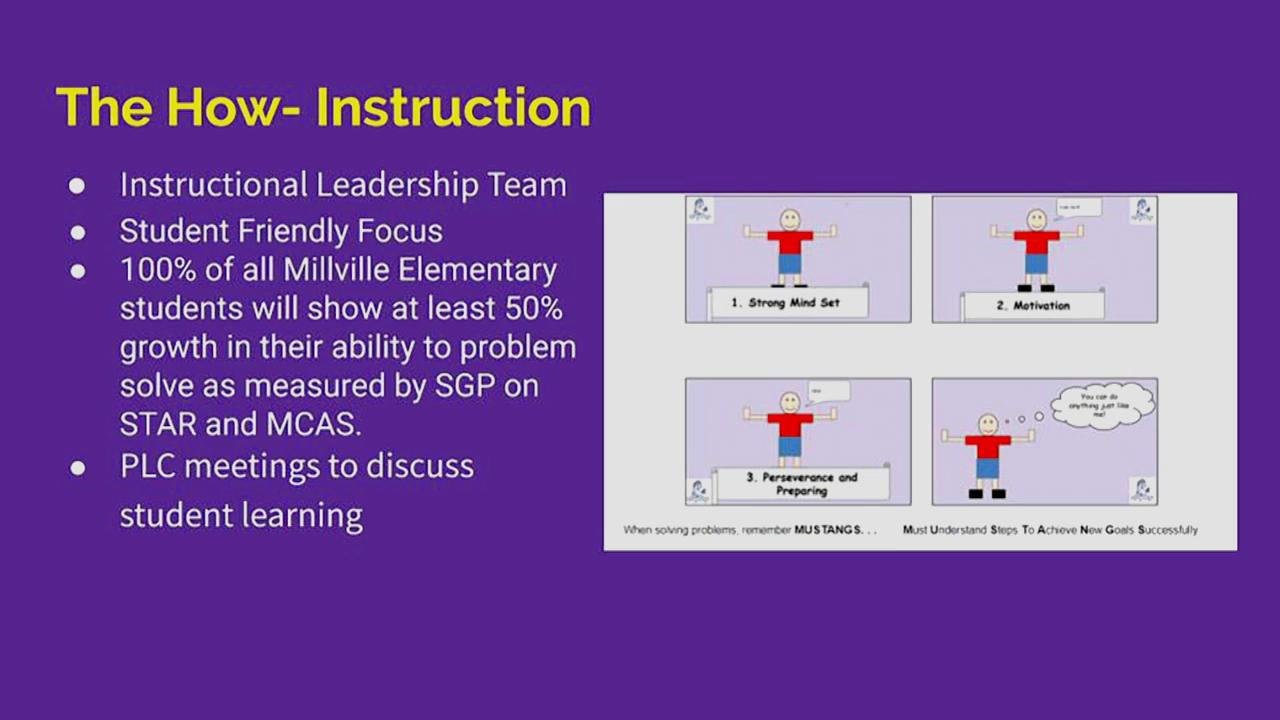 The How- Instruction
● Instructional Leadership Team
● Student Friendly Focus
● 100% of all Millville Elementary
students will show at least 50%
growth in their ability to problem
solve as measured by SGP on
STAR and MCAS.
● PLC meetings to discuss
student learning
1. Strong Mind Set
2. Motivation
3. Perseverance and
Preparing
You can do
anything just like
me!
When solving problems, remember MUSTANGS. . .
Must Understand Steps To Achieve New Goals Successfully